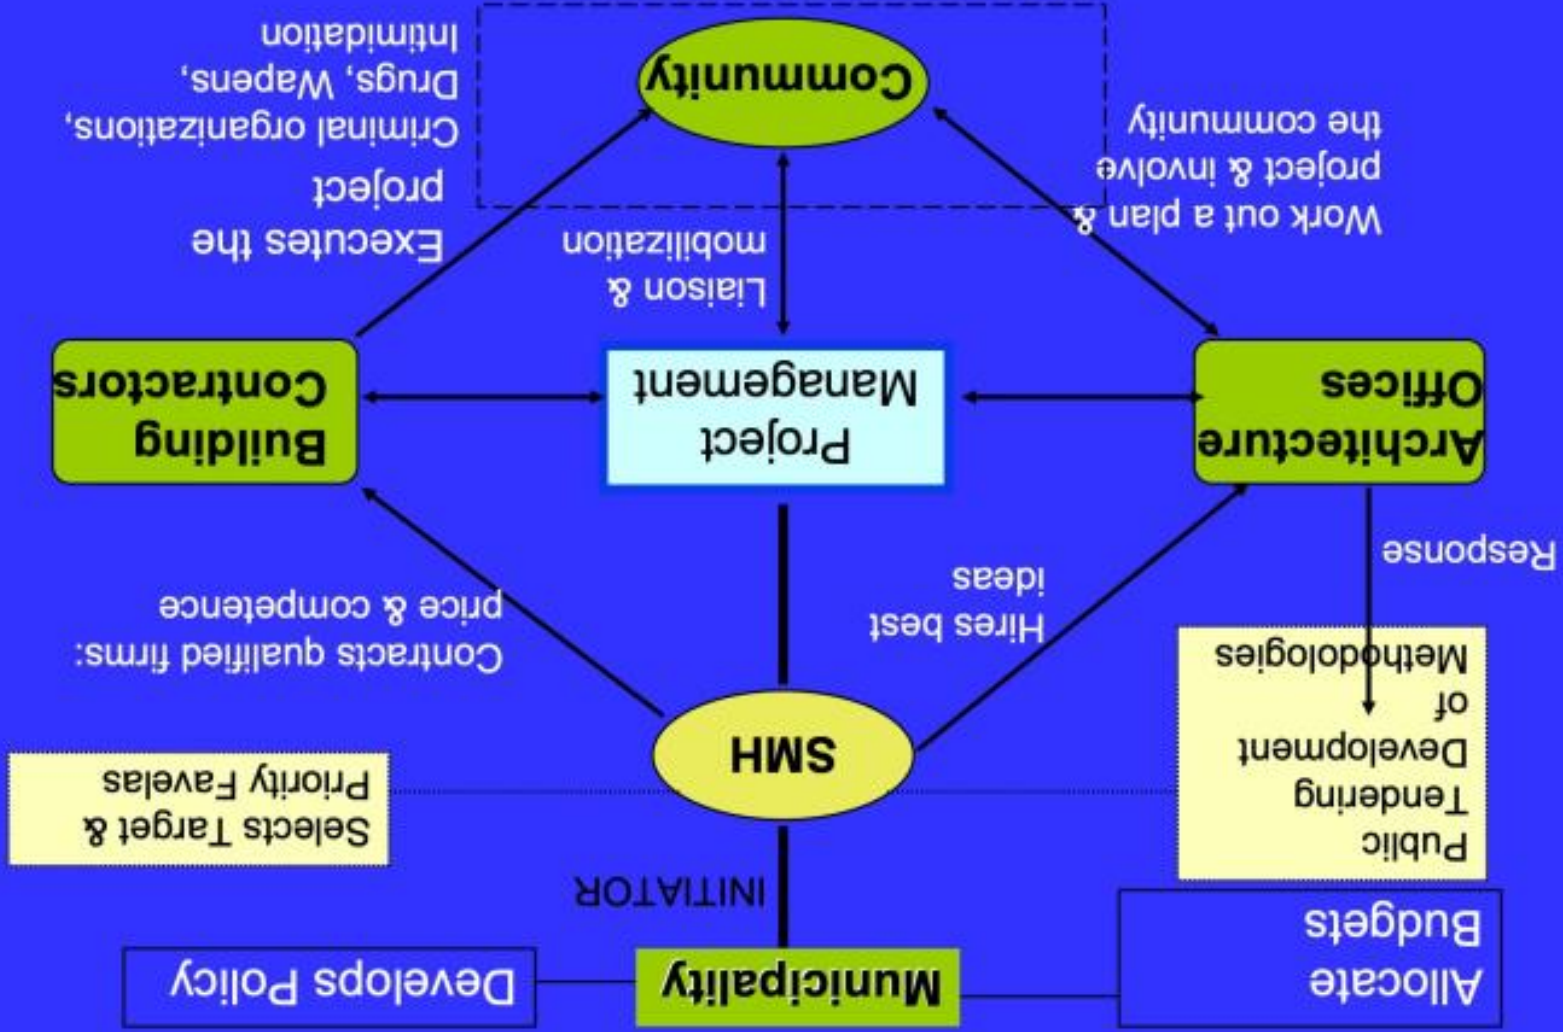 Allocate
Budgets
Municipality
Develops Policy
INITIATOR
Public
Tendering
Development
of
Methodologies
SMH
Selects Target &
Priority Favelas
Response
Hires best
ideas
Contracts qualified firms:
price & competence
Architecture
Offices
Project
Management
Building
Contractors
Work out a plan &
project & involve
the community
Liaison &
mobilization
Executes the
project
Community
Criminal organizations,
Drugs, Wapens,
Intimidation